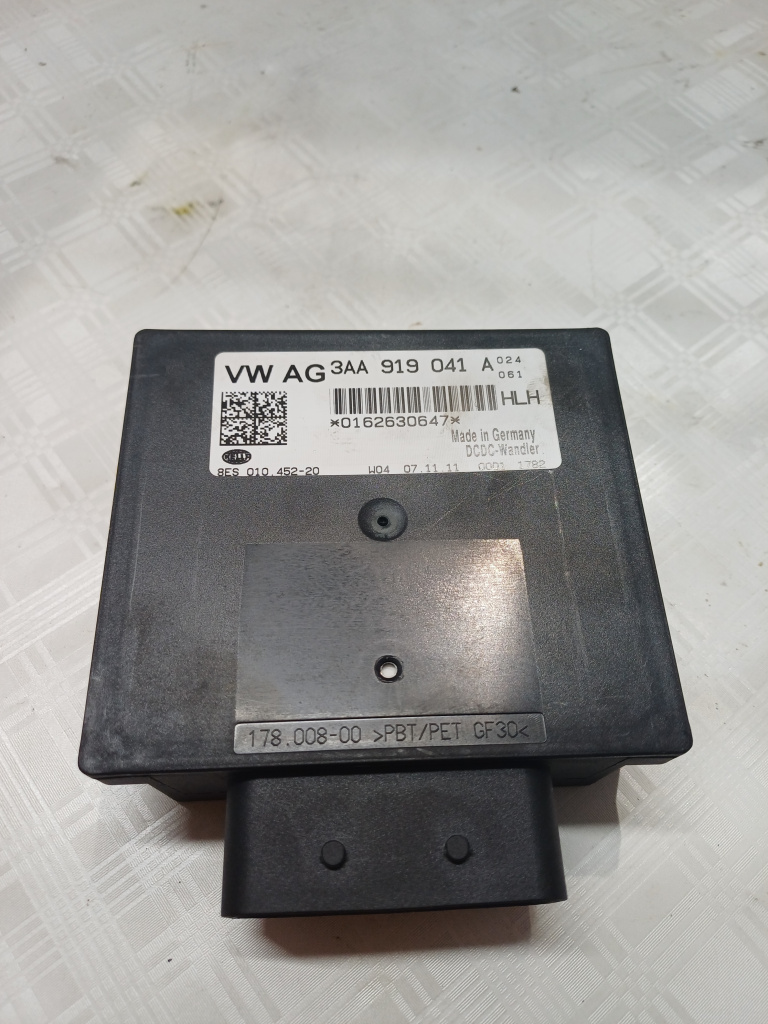 VW AG 3AA 919 041 A 024
061
HLH
*0162630647*
Made in Germany
DCDC-Wandler
HELLA
8ES 010.452-20 W04 07.11.11 0001 1782
178.008-00 >PBT/PET GF30<